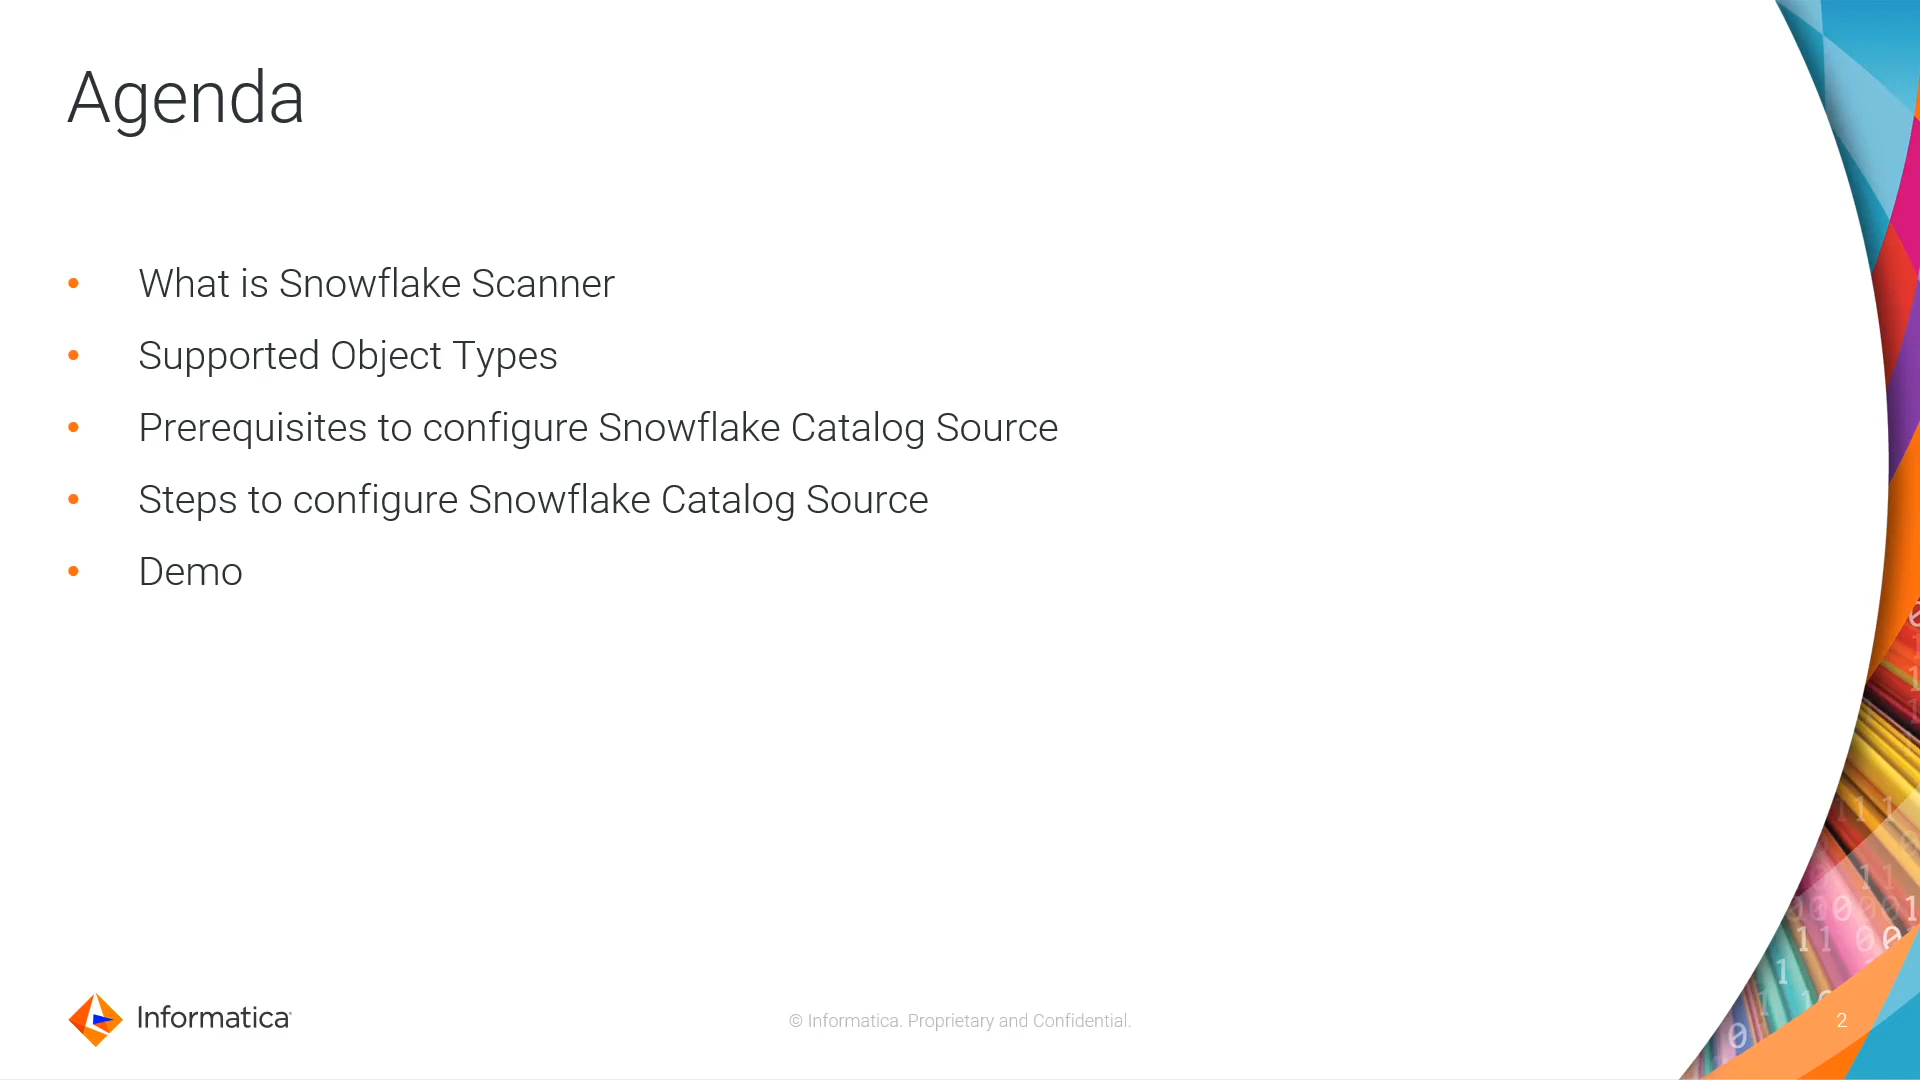 Agenda
• What is Snowflake Scanner
• Supported Object Types
• Prerequisites to configure Snowflake Catalog Source
• Steps to configure Snowflake Catalog Source
• Demo
Informatica
© Informatica. Proprietary and Confidential.
2